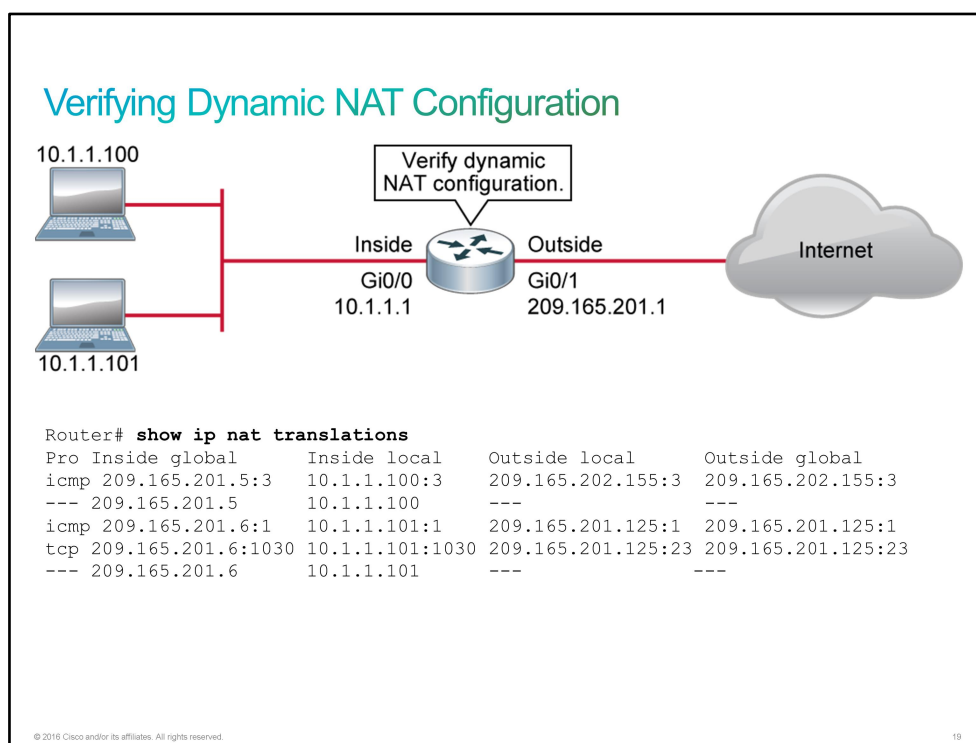 Verifying Dynamic NAT Configuration
10.1.1.100
Verify dynamic
NAT configuration.
Inside
Outside
Internet
Gi0/0
Gi0/1
10.1.1.1
209.165.201.1
10.1.1.101
Router# show ip nat translations
Pro Inside global Inside local Outside local Outside global
icmp 209.165.201.5:3 10.1.1.100:3 209.165.202.155:3 209.165.202.155:3
--- 209.165.201.5 10.1.1.100 --- ---
icmp 209.165.201.6:1 10.1.1.101:1 209.165.201.125:1 209.165.201.125:1
tcp 209.165.201.6:1030 10.1.1.101:1030 209.165.201.125:23 209.165.201.125:23
--- 209.165.201.6 10.1.1.101 --- ---
© 2016 Cisco and/or its affiliates. All rights reserved.
19